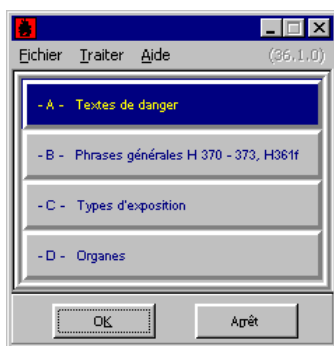 Fichier Traiter Aide (36.1.0)
- A - Textes de danger
- B - Phrases générales H 370 - 373, H361f
- C - Types d'exposition
- D - Organes
OK Arrêt